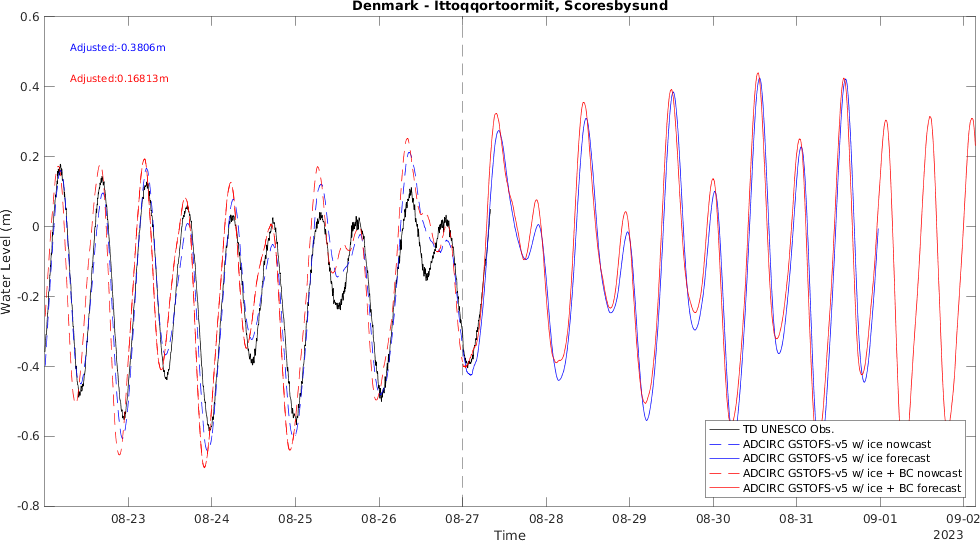 Denmark - Ittoqqortoormiit, Scoresbysund
0.6
Adjusted:-0.3806m
Adjusted:0.16813m
0.4
0.2
0
-0.2
-0.4
-0.6
-0.8
Water Level (m)
TD UNESCO Obs.
ADCIRC GSTOFS-v5 w/ ice nowcast
ADCIRC GSTOFS-v5 w/ ice forecast
ADCIRC GSTOFS-v5 w/ ice + BC nowcast
ADCIRC GSTOFS-v5 w/ ice + BC forecast
08-23 08-24 08-25 08-26 08-27 08-28 08-29 08-30 08-31 09-01 09-02
Time
2023